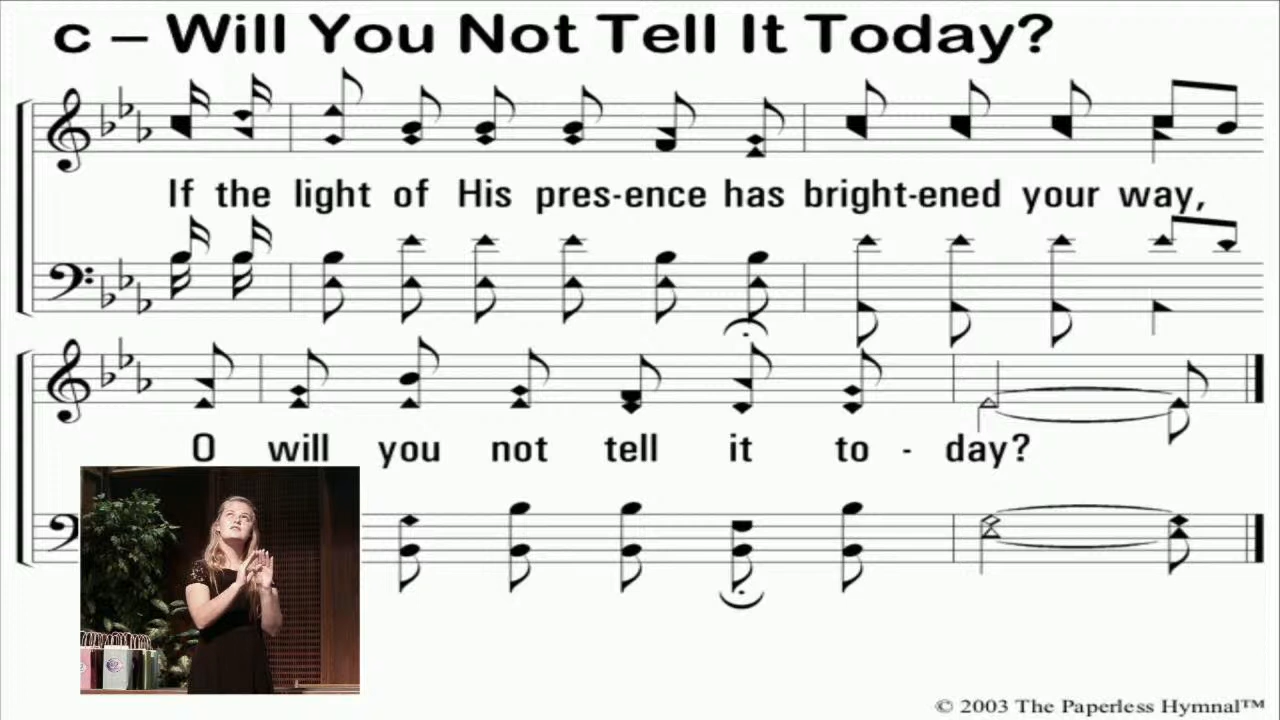 c – Will You Not Tell It Today?
If the light of His pres-ence has bright-ened your way,
O will you not tell it to - day?
© 2003 The Paperless Hymnal™